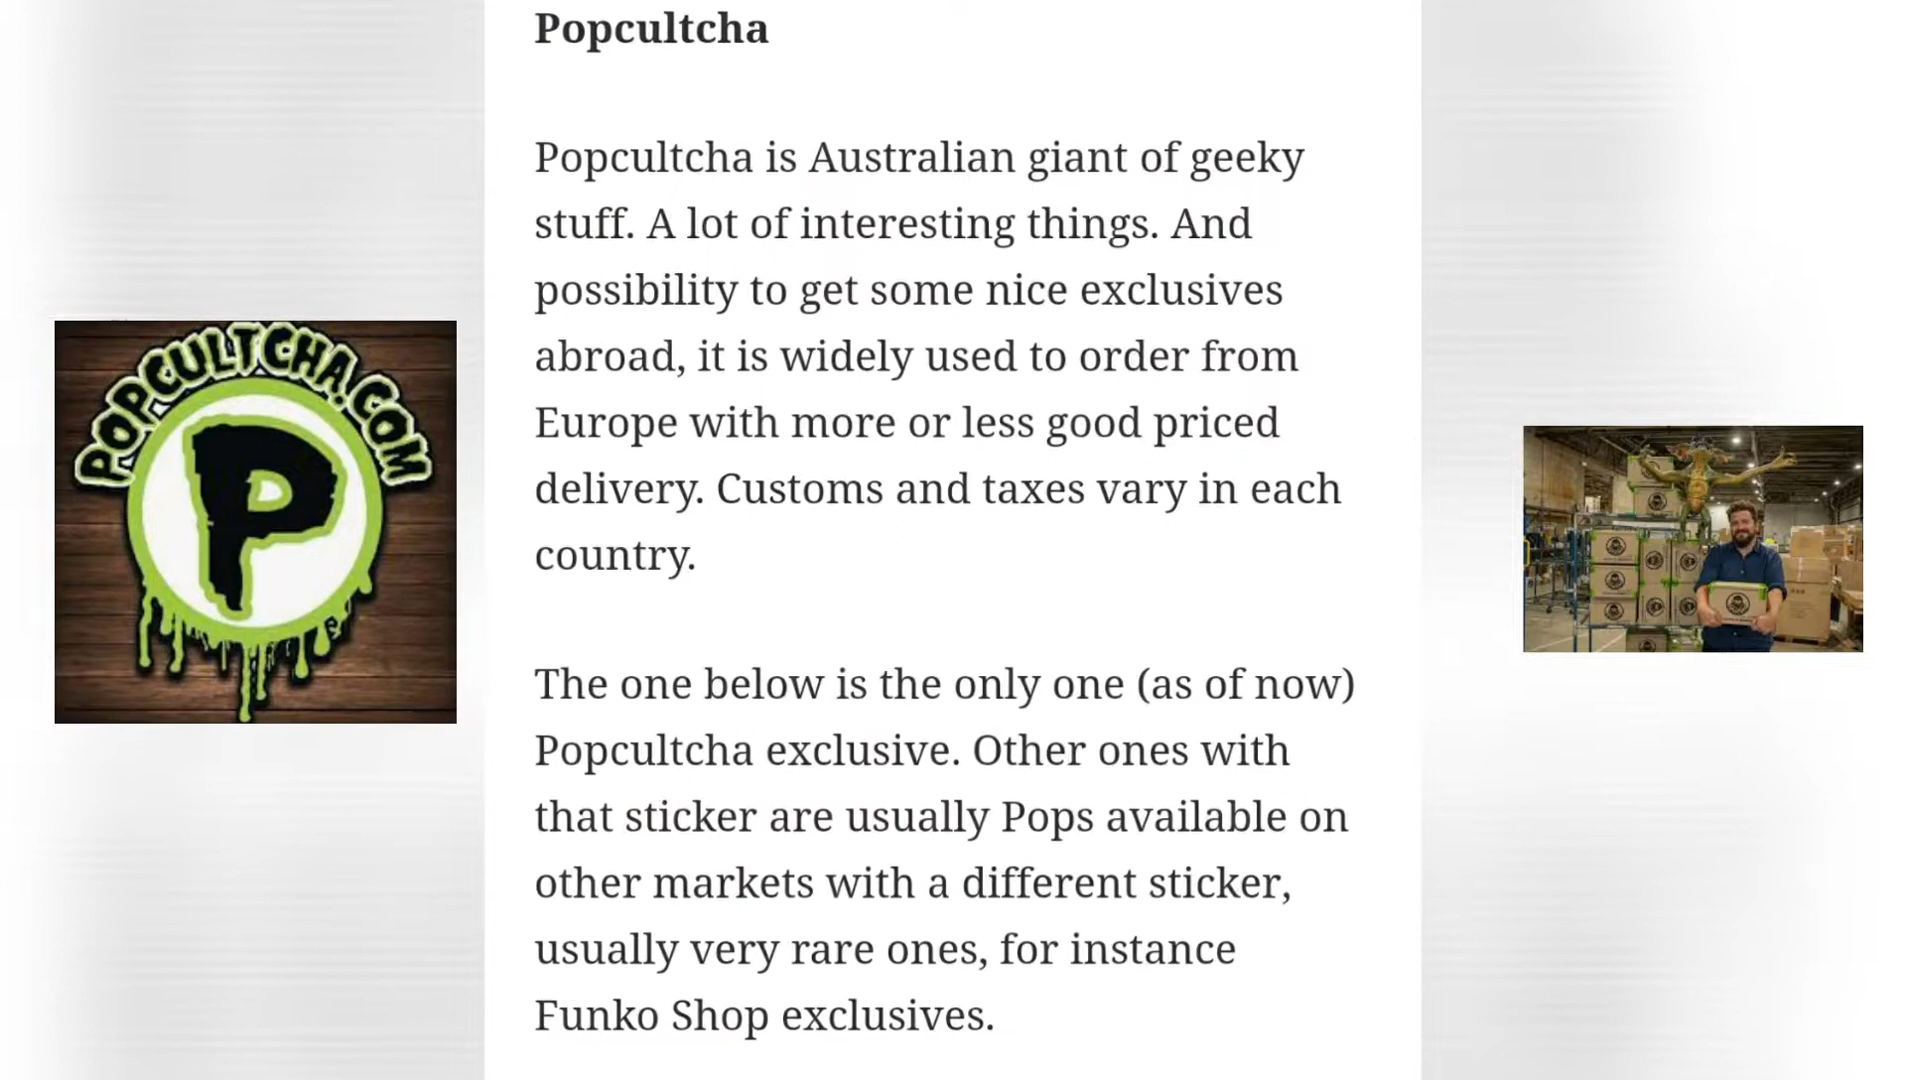 Popcultcha
Popcultcha is Australian giant of geeky
stuff. A lot of interesting things. And
possibility to get some nice exclusives
abroad, it is widely used to order from
Europe with more or less good priced
delivery. Customs and taxes vary in each
country.
The one below is the only one (as of now)
Popcultcha exclusive. Other ones with
that sticker are usually Pops available on
other markets with a different sticker,
usually very rare ones, for instance
Funko Shop exclusives.
POPCULTCHA.COM
P